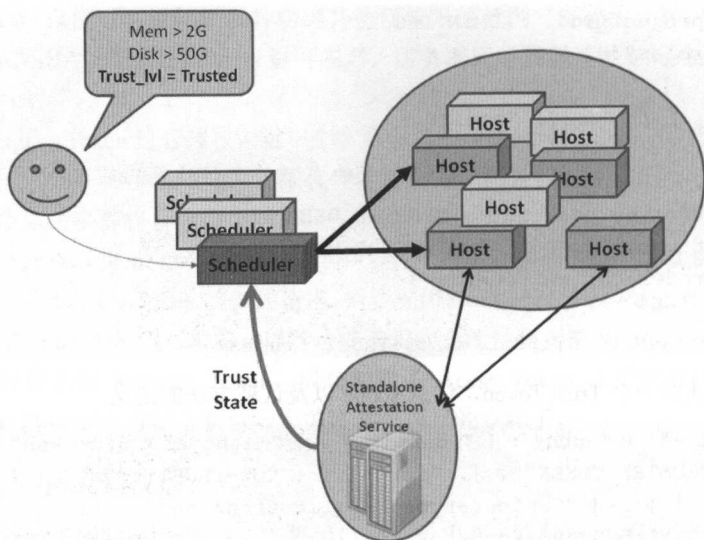 Mem > 2G
Disk > 50G
Trust_lvl = Trusted
Host
Host
Host
Host
Host
Scheduler
Host
Host
Scheduler
Trust
State
Standalone
Attestation
Service